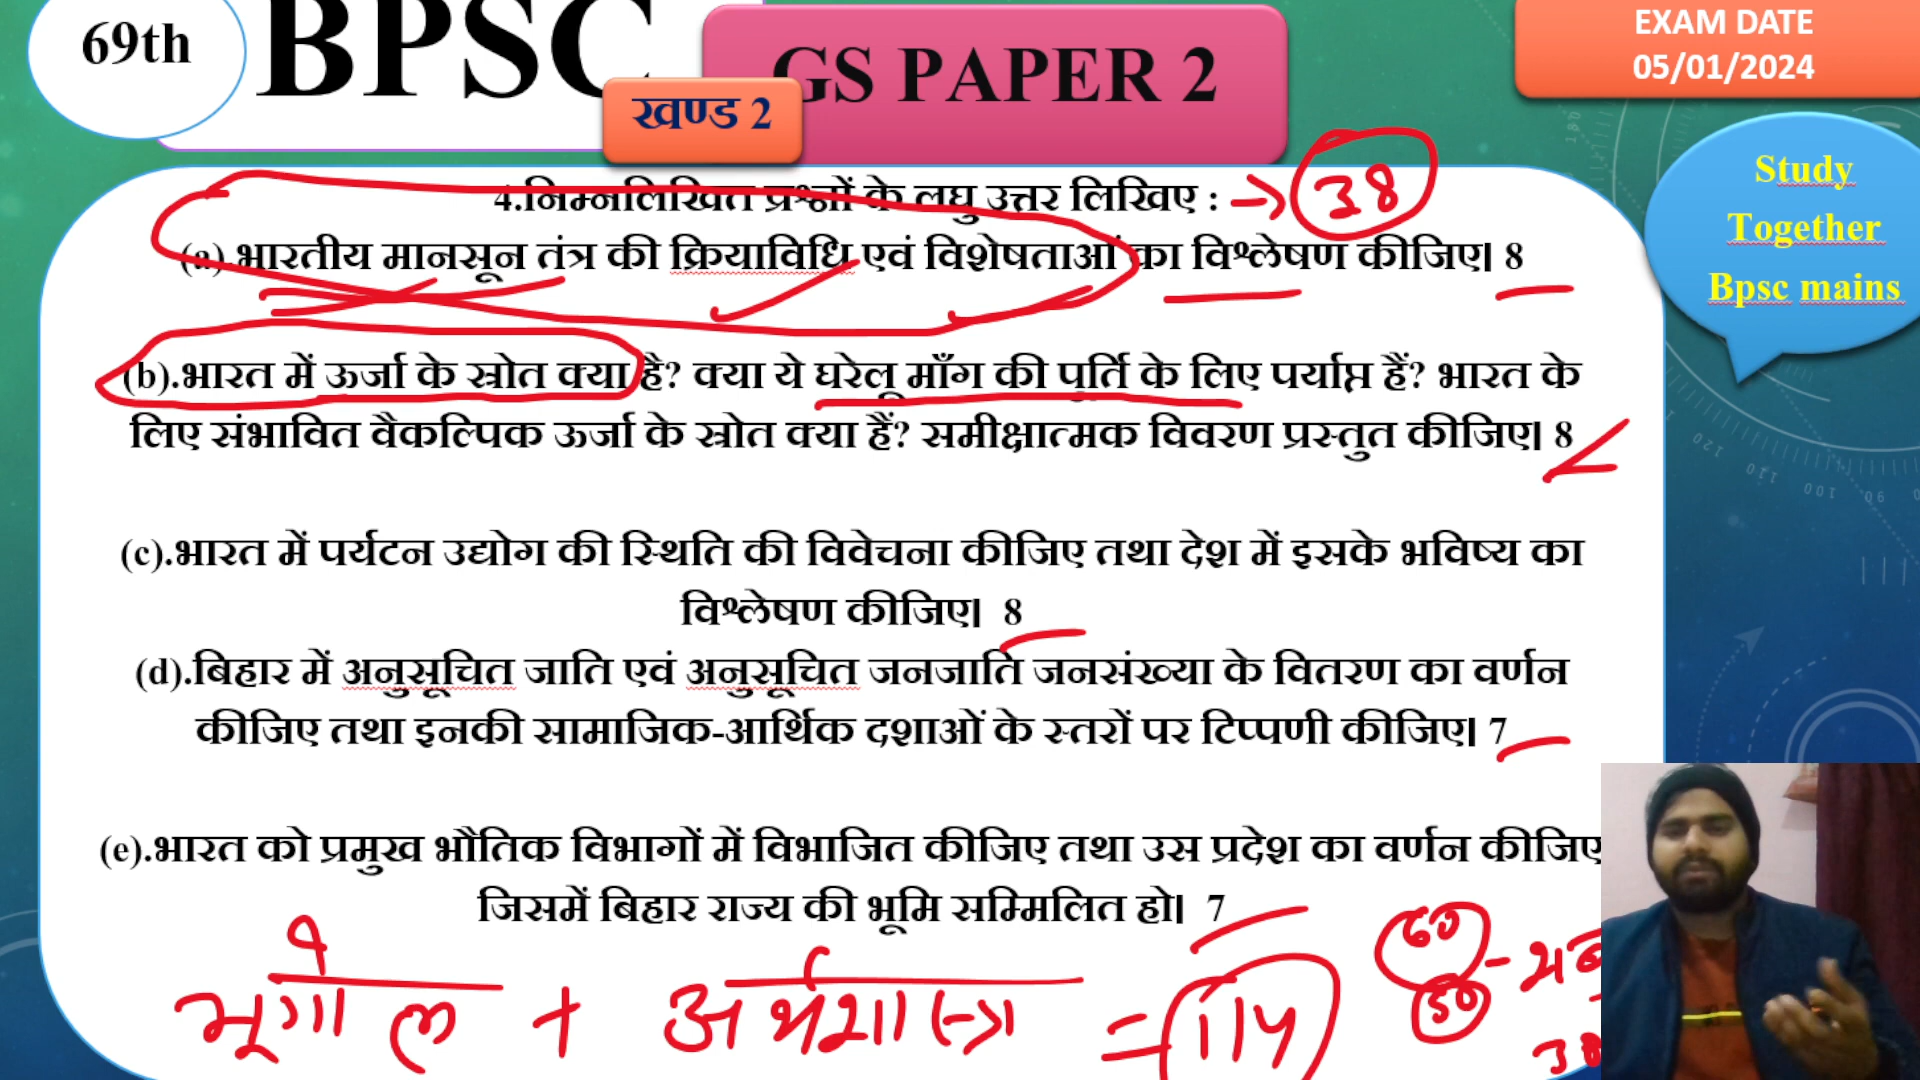 69th
BPSC
GS PAPER 2
खण्ड 2
EXAM DATE
05/01/2024
Study
Together
Bpsc mains
4.निम्नलिखित प्रश्नों के लघु उत्तर लिखिए : → 38
(a).भारतीय मानसून तंत्र की क्रियाविधि एवं विशेषताओं का विश्लेषण कीजिए। 8
(b).भारत में ऊर्जा के स्रोत क्या है? क्या ये घरेलू माँग की पुर्ति के लिए पर्याप्त हैं? भारत के
लिए संभावित वैकल्पिक ऊर्जा के स्रोत क्या हैं? समीक्षात्मक विवरण प्रस्तुत कीजिए। 8
(c).भारत में पर्यटन उद्योग की स्थिति की विवेचना कीजिए तथा देश में इसके भविष्य का
विश्लेषण कीजिए। 8
(d).बिहार में अनुसूचित जाति एवं अनुसूचित जनजाति जनसंख्या के वितरण का वर्णन
कीजिए तथा इनकी सामाजिक-आर्थिक दशाओं के स्तरों पर टिप्पणी कीजिए। 7
(e).भारत को प्रमुख भौतिक विभागों में विभाजित कीजिए तथा उस प्रदेश का वर्णन कीजिए
जिसमें बिहार राज्य की भूमि सम्मिलित हो। 7
भूगोल + अर्थशास्त्र = 114
60
50
38